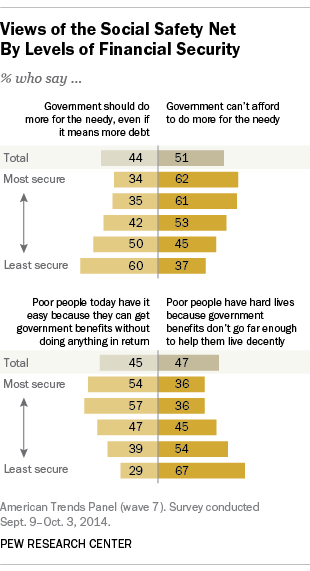 Views of the Social Safety Net
By Levels of Financial Security
% who say ...
Government should do
more for the needy, even if
it means more debt
Government can't afford
to do more for the needy
Total 44 51
Most secure 34 62
35 61
42 53
50 45
Least secure 60 37
Poor people today have it
easy because they can get
government benefits without
doing anything in return
Poor people have hard lives
because government
benefits don't go far enough
to help them live decently
Total 45 47
Most secure 54 36
57 36
47 45
39 54
Least secure 29 67
American Trends Panel (wave 7). Survey conducted
Sept. 9–Oct. 3, 2014.
PEW RESEARCH CENTER